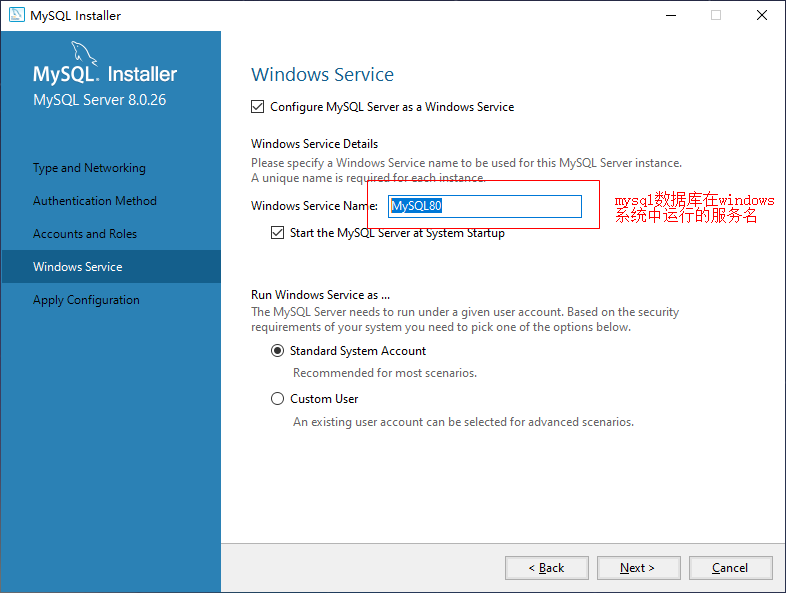 MySQL Installer
MySQL. Installer
MySQL Server 8.0.26
Type and Networking
Authentication Method
Accounts and Roles
Windows Service
Apply Configuration
Windows Service
Configure MySQL Server as a Windows Service
Windows Service Details
Please specify a Windows Service name to be used for this MySQL Server instance.
A unique name is required for each instance.
Windows Service Name: MySQL80
mysql数据库在windows
系统中运行的服务名
Start the MySQL Server at System Startup
Run Windows Service as ...
The MySQL Server needs to run under a given user account. Based on the security
requirements of your system you need to pick one of the options below.
Standard System Account
Recommended for most scenarios.
Custom User
An existing user account can be selected for advanced scenarios.
< Back
Next >
Cancel